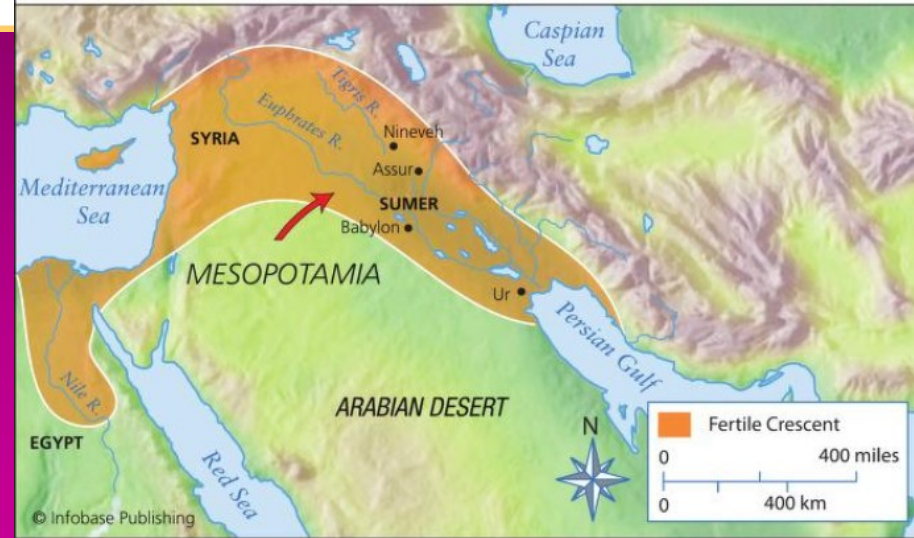 Caspian
Sea
Tigris R.
Euphrates R.
Nineveh
SYRIA
Assur
Mediterranean
Sea
SUMER
Babylon
MESOPOTAMIA
Ur
Persian Gulf
Nile R.
ARABIAN DESERT
EGYPT
Red Sea
N
Fertile Crescent
0 400 miles
0 400 km
© Infobase Publishing